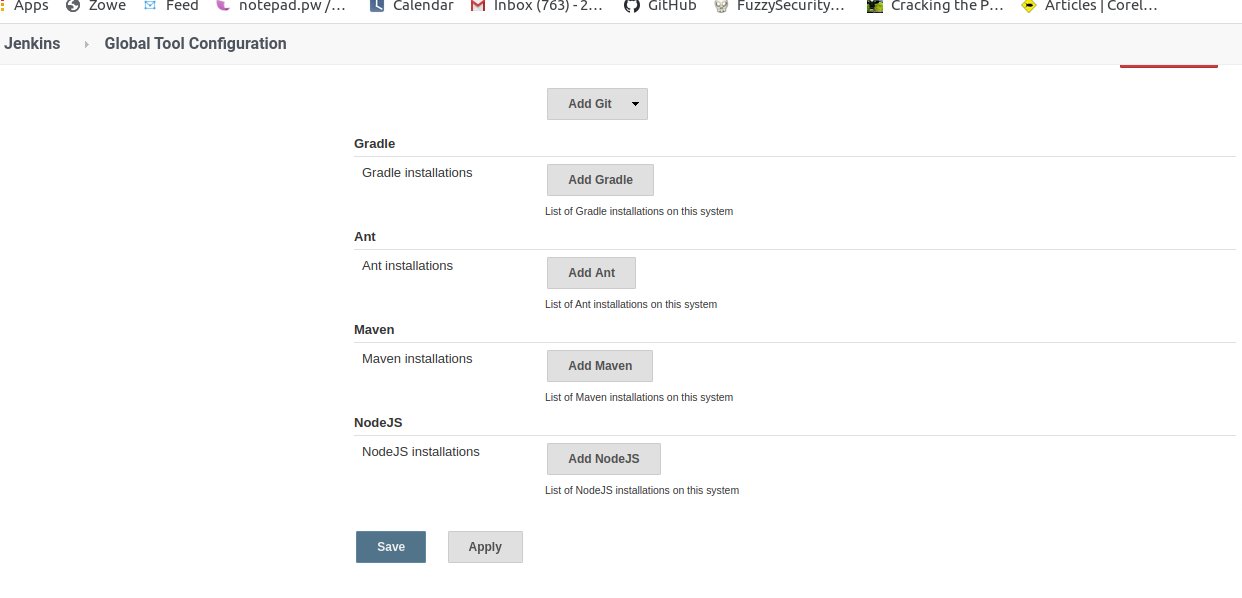 Apps Zowe Feed notepad.pw /... Calendar Inbox (763) - 2... GitHub FuzzySecurity... Cracking the P... Articles | Corel...
Jenkins Global Tool Configuration
Add Git
Gradle
Gradle installations Add Gradle
List of Gradle installations on this system
Ant
Ant installations Add Ant
List of Ant installations on this system
Maven
Maven installations Add Maven
List of Maven installations on this system
NodeJS
NodeJS installations Add NodeJS
List of NodeJS installations on this system
Save Apply